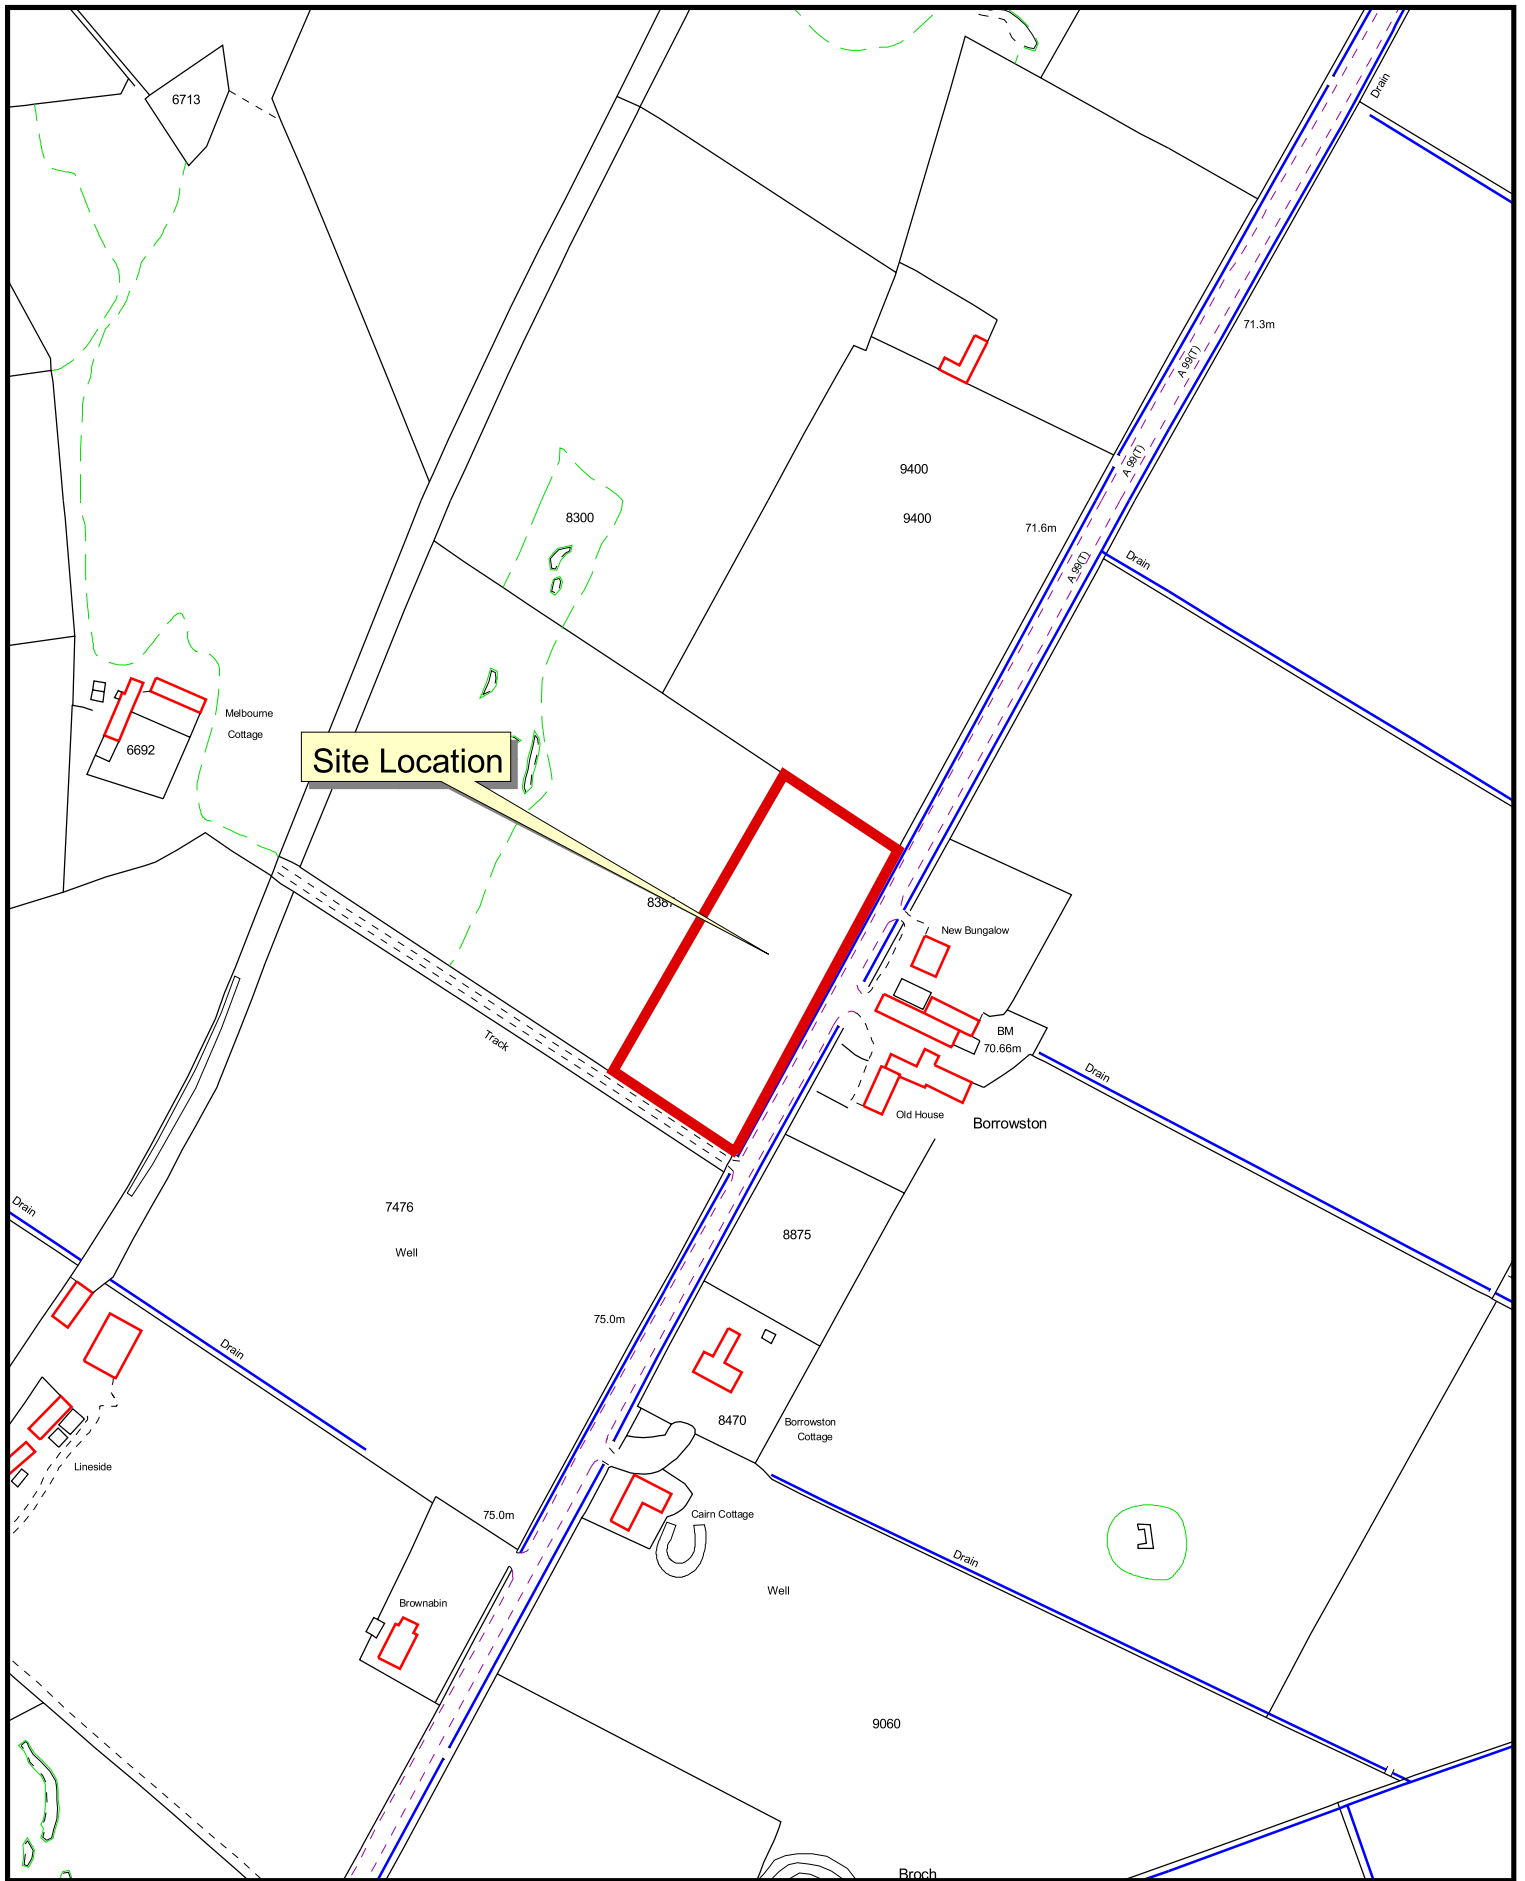 6713
Drain
71.3m
A 99(T)
A 99(T)
9400
8300
9400
71.6m
A 99(T)
Drain
Melbourne
Cottage
6692
Site Location
New Bungalow
BM
70.66m
Track
Drain
Old House
Borrowston
Drain
7476
8875
Well
75.0m
Drain
8470
Borrowston
Cottage
Lineside
75.0m
Cairn Cottage
Drain
Well
Brownabin
9060
Broch